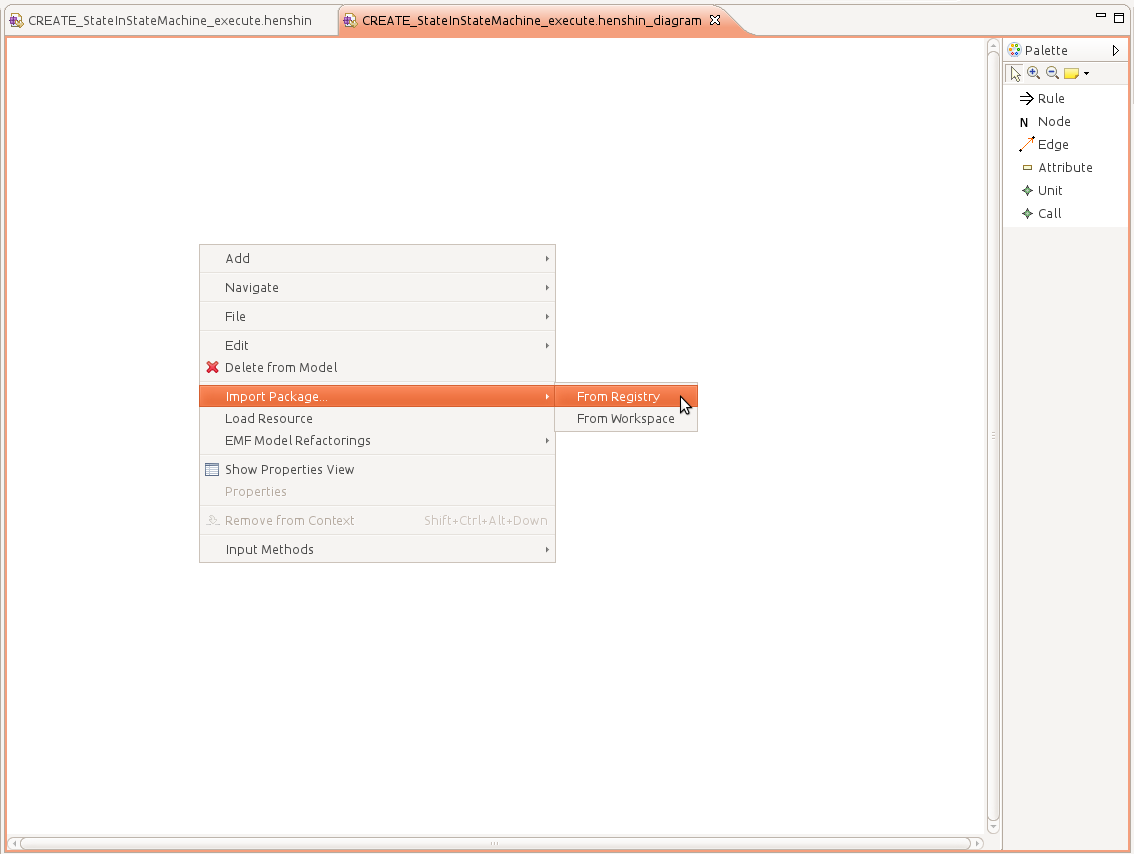 CREATE_StateInStateMachine_execute.henshin
CREATE_StateInStateMachine_execute.henshin_diagram
Palette
Rule
N Node
Edge
Attribute
Unit
Call
Add
Navigate
File
Edit
Delete from Model
Import Package...
From Registry
Load Resource
From Workspace
EMF Model Refactorings
Show Properties View
Properties
Remove from Context Shift+Ctrl+Alt+Down
Input Methods